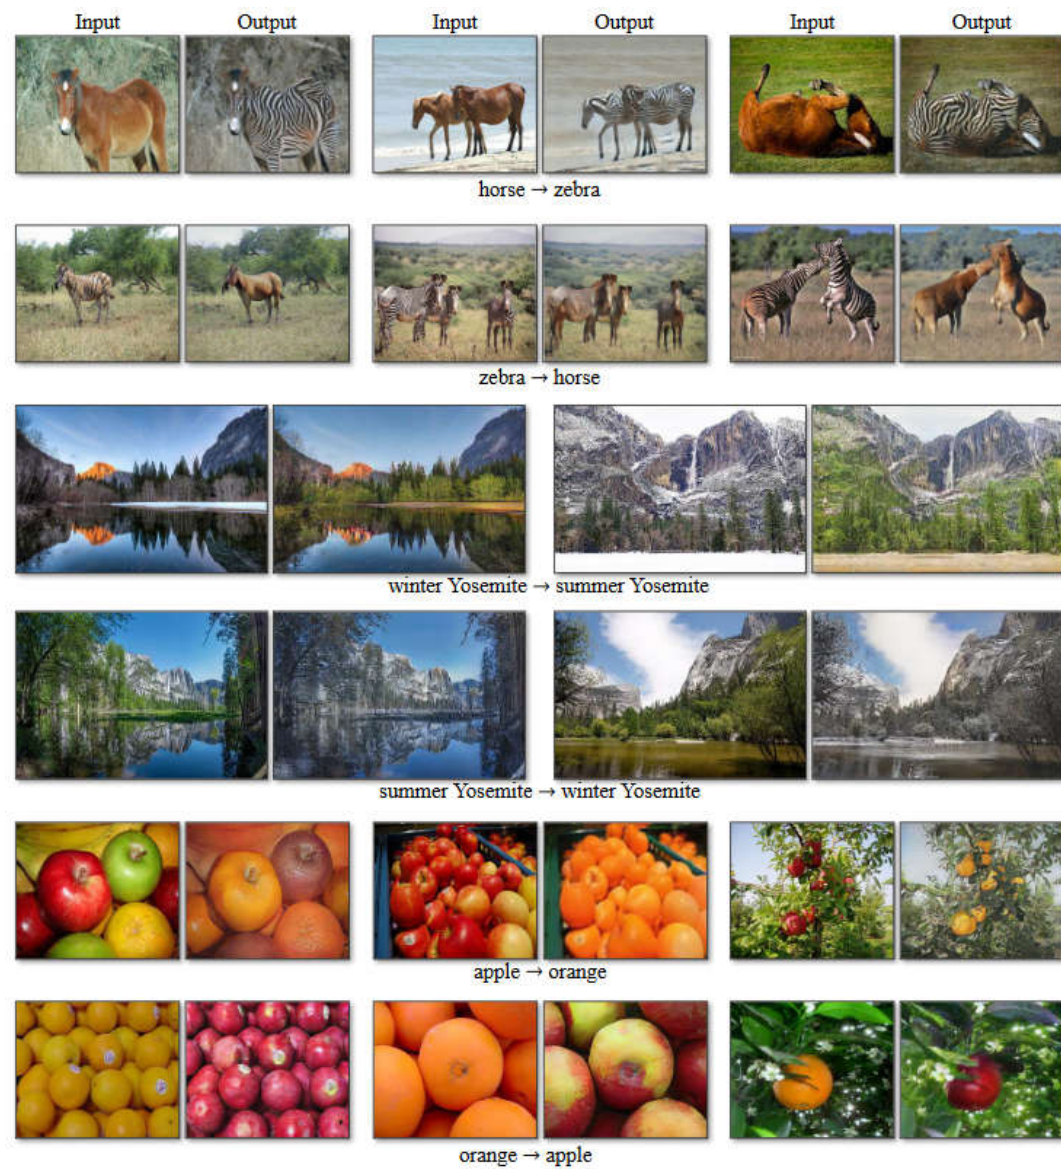 Input Output Input Output Input Output
horse → zebra
zebra → horse
winter Yosemite → summer Yosemite
summer Yosemite → winter Yosemite
apple → orange
orange → apple